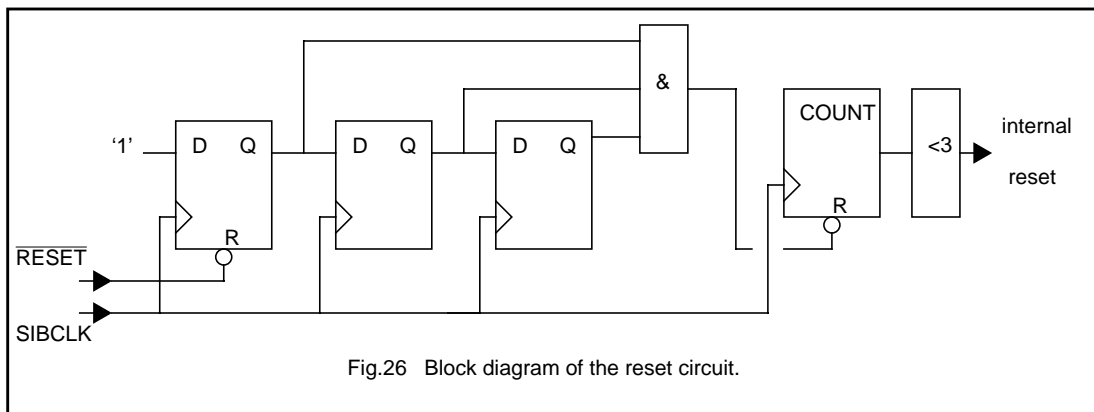 &
COUNT
internal
'1'
D Q
D Q
D Q
<3
reset
R
R
RESET
SIBCLK
Fig.26 Block diagram of the reset circuit.